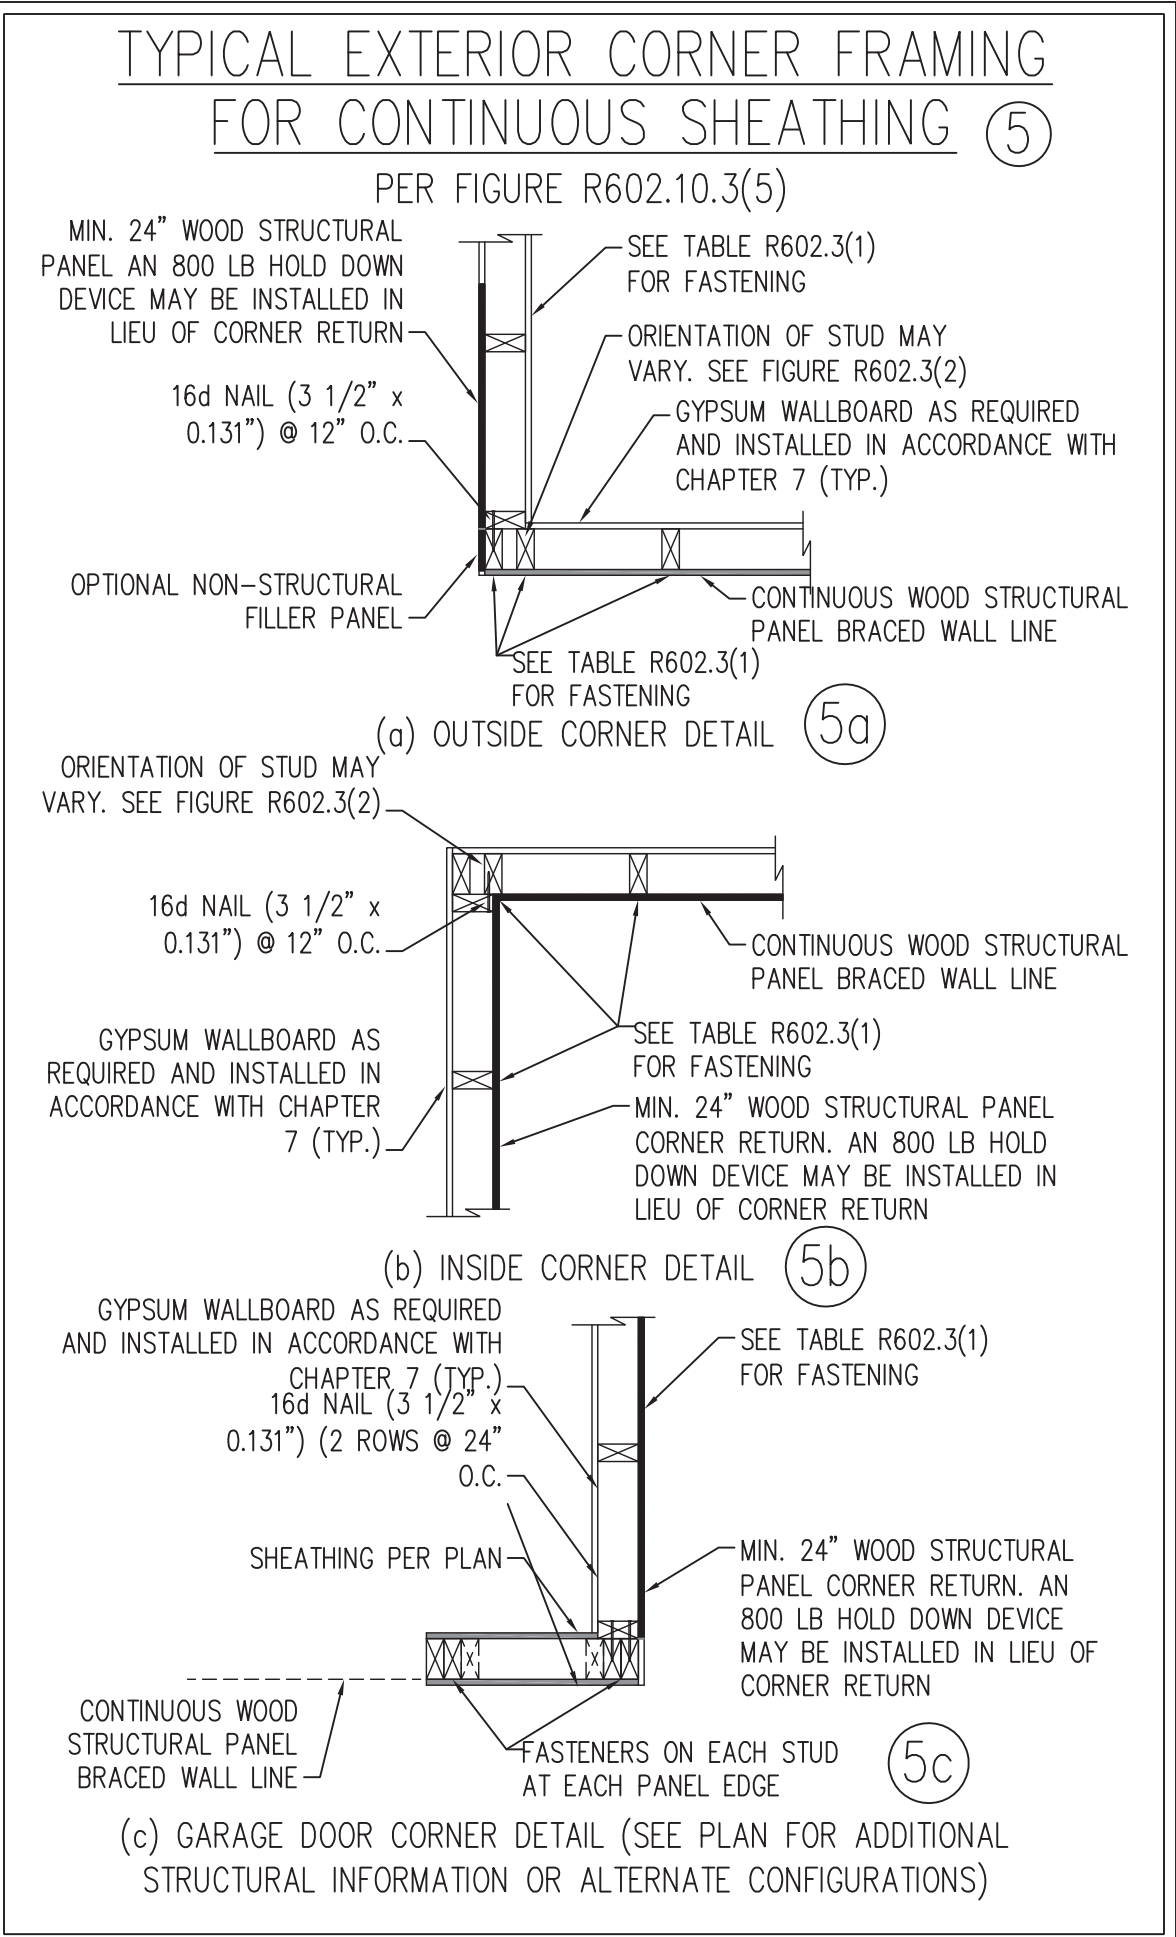 TYPICAL EXTERIOR CORNER FRAMING
FOR CONTINUOUS SHEATHING 5
PER FIGURE R602.10.3(5)
MIN. 24" WOOD STRUCTURAL
PANEL AN 800 LB HOLD DOWN
DEVICE MAY BE INSTALLED IN
LIEU OF CORNER RETURN
SEE TABLE R602.3(1)
FOR FASTENING
ORIENTATION OF STUD MAY
VARY. SEE FIGURE R602.3(2)
16d NAIL (3 1/2" x
0.131") @ 12" O.C.
GYPSUM WALLBOARD AS REQUIRED
AND INSTALLED IN ACCORDANCE WITH
CHAPTER 7 (TYP.)
OPTIONAL NON-STRUCTURAL
FILLER PANEL
CONTINUOUS WOOD STRUCTURAL
PANEL BRACED WALL LINE
SEE TABLE R602.3(1)
FOR FASTENING
(a) OUTSIDE CORNER DETAIL 5a
ORIENTATION OF STUD MAY
VARY. SEE FIGURE R602.3(2)
16d NAIL (3 1/2" x
0.131") @ 12" O.C.
CONTINUOUS WOOD STRUCTURAL
PANEL BRACED WALL LINE
GYPSUM WALLBOARD AS
REQUIRED AND INSTALLED IN
ACCORDANCE WITH CHAPTER
7 (TYP.)
SEE TABLE R602.3(1)
FOR FASTENING
MIN. 24" WOOD STRUCTURAL PANEL
CORNER RETURN. AN 800 LB HOLD
DOWN DEVICE MAY BE INSTALLED IN
LIEU OF CORNER RETURN
(b) INSIDE CORNER DETAIL 5b
GYPSUM WALLBOARD AS REQUIRED
AND INSTALLED IN ACCORDANCE WITH
CHAPTER 7 (TYP.)
16d NAIL (3 1/2" x
0.131") (2 ROWS @ 24"
O.C.
SEE TABLE R602.3(1)
FOR FASTENING
SHEATHING PER PLAN
MIN. 24" WOOD STRUCTURAL
PANEL CORNER RETURN. AN
800 LB HOLD DOWN DEVICE
MAY BE INSTALLED IN LIEU OF
CORNER RETURN
CONTINUOUS WOOD
STRUCTURAL PANEL
BRACED WALL LINE
FASTENERS ON EACH STUD
AT EACH PANEL EDGE
5c
(c) GARAGE DOOR CORNER DETAIL (SEE PLAN FOR ADDITIONAL
STRUCTURAL INFORMATION OR ALTERNATE CONFIGURATIONS)